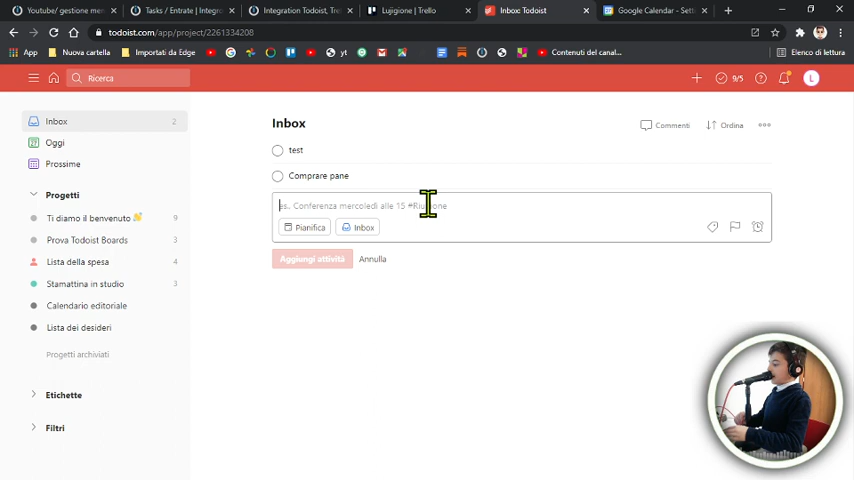 Youtube/ gestione me
Tasks / Entrate | Integro
Integration Todoist, Tre
Lujigione | Trello
Inbox: Todoist
Google Calendar - Sett
todoist.com/app/project/2261334208
App
Nuova cartella
Importati da Edge
yt
Contenuti del canal...
Elenco di lettura
Ricerca
9/5
L
Inbox 2
Oggi
Prossime
Progetti
Ti diamo il benvenuto 9
Prova Todoist Boards 3
Lista della spesa 4
Stamattina in studio 3
Calendario editoriale
Lista dei desideri
Progetti archiviati
Etichette
Filtri
Inbox
Commenti
Ordina
test
Comprare pane
es.. Conferenza mercoledì alle 15 #Riunione
Pianifica
Inbox
Aggiungi attività
Annulla